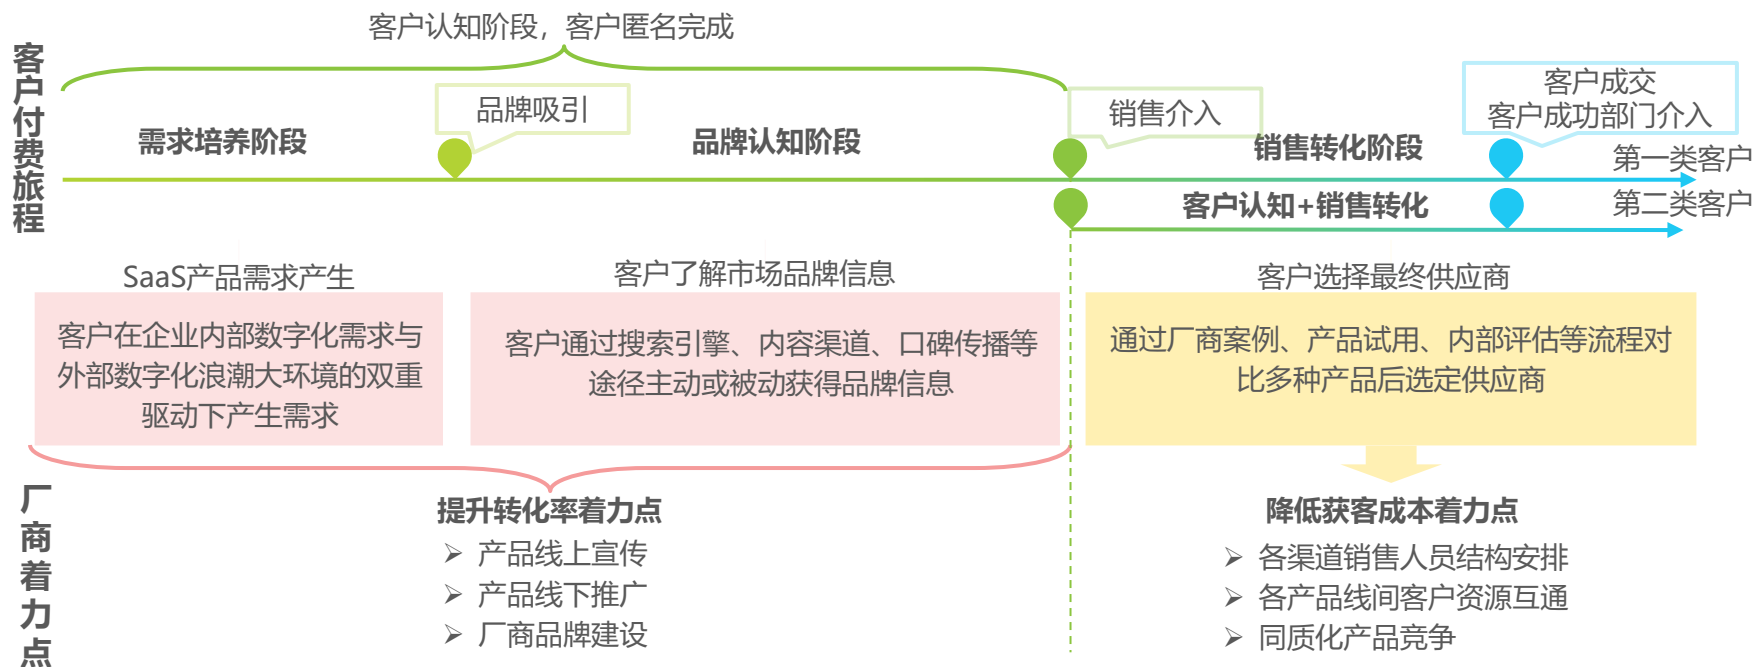 客户认知阶段，客户匿名完成
客户付费旅程
品牌吸引
销售介入
客户成交
客户成功部门介入
需求培养阶段
品牌认知阶段
销售转化阶段
第一类客户
客户认知+销售转化
第二类客户
SaaS产品需求产生
客户了解市场品牌信息
客户选择最终供应商
客户在企业内部数字化需求与
外部数字化浪潮大环境的双重
驱动下产生需求
客户通过搜索引擎、内容渠道、口碑传播等
途径主动或被动获得品牌信息
通过厂商案例、产品试用、内部评估等流程对
比多种产品后选定供应商
厂商着力点
提升转化率着力点
➢ 产品线上宣传
➢ 产品线下推广
➢ 厂商品牌建设
降低获客成本着力点
➢ 各渠道销售人员结构安排
➢ 各产品线间客户资源互通
➢ 同质化产品竞争